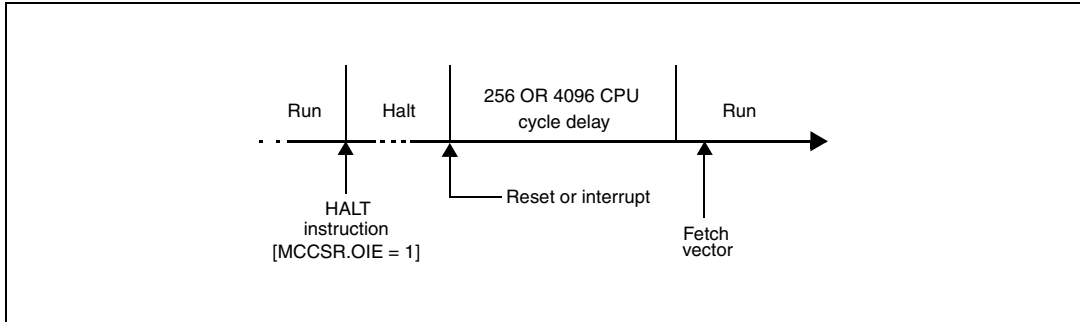 Run
Halt
256 OR 4096 CPU
cycle delay
Run
Reset or interrupt
HALT
instruction
[MCCSR.OIE = 1]
Fetch
vector